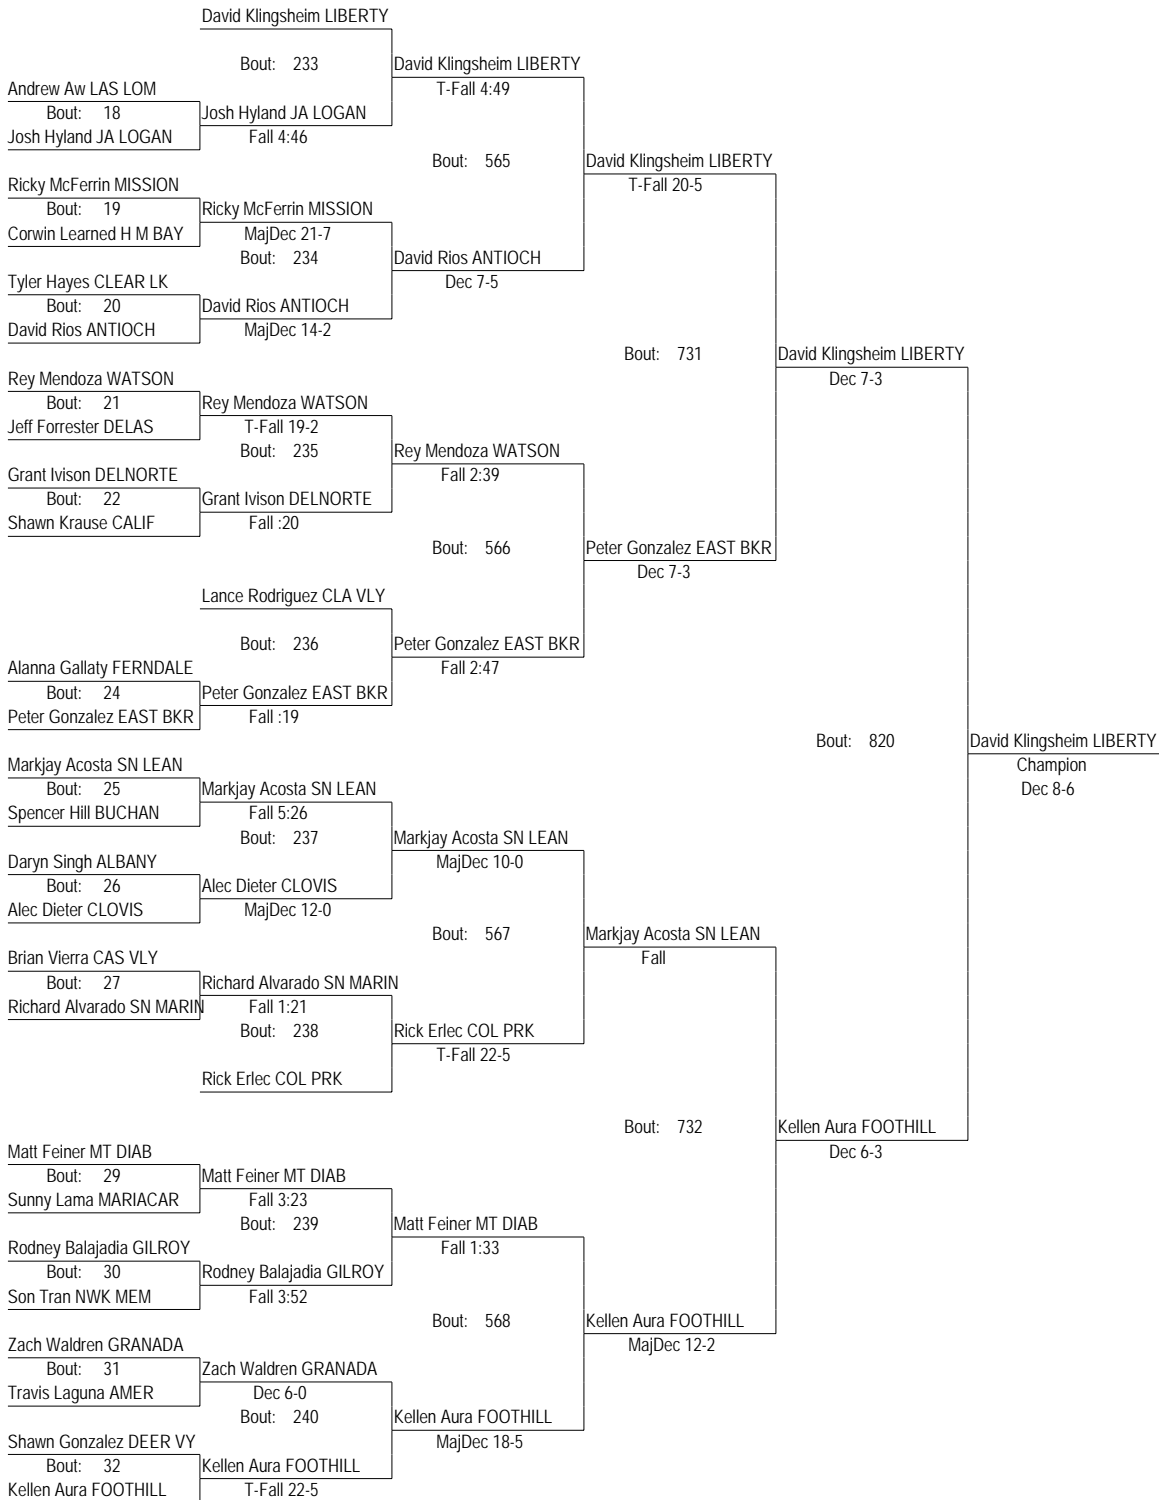 David Klingsheim LIBERTY
Bout: 233
David Klingsheim LIBERTY
T-Fall 4:49
Andrew Aw LAS LOM
Bout: 18
Josh Hyland JA LOGAN
Josh Hyland JA LOGAN
Fall 4:46
Bout: 565
David Klingsheim LIBERTY
T-Fall 20-5
Ricky McFerrin MISSION
Bout: 19
Ricky McFerrin MISSION
Corwin Learned H M BAY
MajDec 21-7
Bout: 234
David Rios ANTIOCH
Dec 7-5
Tyler Hayes CLEAR LK
Bout: 20
David Rios ANTIOCH
David Rios ANTIOCH
MajDec 14-2
Bout: 731
David Klingsheim LIBERTY
Dec 7-3
Rey Mendoza WATSON
Bout: 21
Rey Mendoza WATSON
Jeff Forrester DELAS
T-Fall 19-2
Bout: 235
Rey Mendoza WATSON
Fall 2:39
Grant Ivison DELNORTE
Bout: 22
Grant Ivison DELNORTE
Shawn Krause CALIF
Fall :20
Bout: 566
Peter Gonzalez EAST BKR
Dec 7-3
Lance Rodriguez CLA VLY
Bout: 236
Peter Gonzalez EAST BKR
Fall 2:47
Alanna Gallaty FERNDALE
Bout: 24
Peter Gonzalez EAST BKR
Peter Gonzalez EAST BKR
Fall :19
Bout: 820
David Klingsheim LIBERTY
Champion
Dec 8-6
Markjay Acosta SN LEAN
Bout: 25
Markjay Acosta SN LEAN
Spencer Hill BUCHAN
Fall 5:26
Bout: 237
Markjay Acosta SN LEAN
MajDec 10-0
Daryn Singh ALBANY
Bout: 26
Alec Dieter CLOVIS
Alec Dieter CLOVIS
MajDec 12-0
Bout: 567
Markjay Acosta SN LEAN
Fall
Brian Vierra CAS VLY
Bout: 27
Richard Alvarado SN MARIN
Richard Alvarado SN MARIN
Fall 1:21
Bout: 238
Rick Erlec COL PRK
T-Fall 22-5
Rick Erlec COL PRK
Bout: 732
Kellen Aura FOOTHILL
Dec 6-3
Matt Feiner MT DIAB
Bout: 29
Matt Feiner MT DIAB
Sunny Lama MARIACAR
Fall 3:23
Bout: 239
Matt Feiner MT DIAB
Fall 1:33
Rodney Balajadia GILROY
Bout: 30
Rodney Balajadia GILROY
Son Tran NWK MEM
Fall 3:52
Bout: 568
Kellen Aura FOOTHILL
MajDec 12-2
Zach Waldren GRANADA
Bout: 31
Zach Waldren GRANADA
Travis Laguna AMER
Dec 6-0
Bout: 240
Kellen Aura FOOTHILL
MajDec 18-5
Shawn Gonzalez DEER VY
Bout: 32
Kellen Aura FOOTHILL
Kellen Aura FOOTHILL
T-Fall 22-5